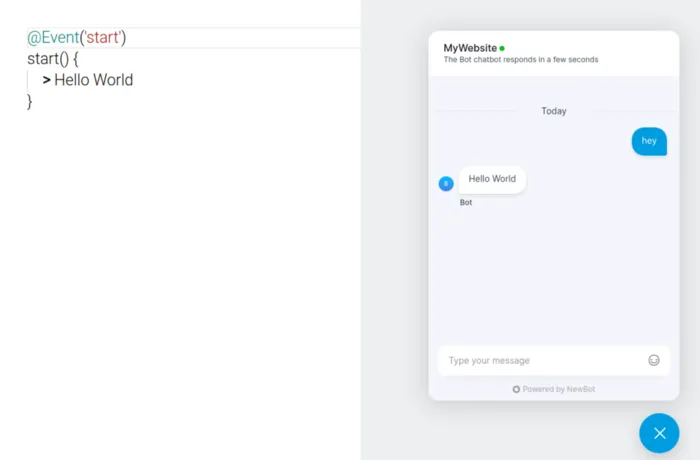 @Event('start')
start() {
> Hello World
}
MyWebsite
The Bot chatbot responds in a few seconds
Today
hey
Hello World
Bot
Type your message
Powered by NewBot